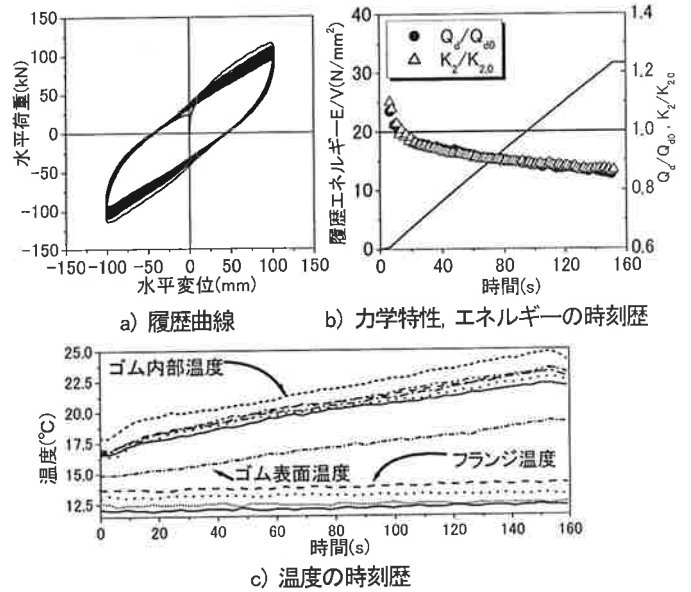 150
100
50
0
−50
−100
150
−150 −100 −50 0 50 100 150
水平荷重(kN)
水平変位(mm)
a) 履歴曲線
40
30
20
10
0
1.4
1.2
1.0
0.8
0.6
0 40 80 120 160
Qd/Qd0
K2/K2,0
履歴エネルギーE/V(N/mm²)
Qd/Qd0, K2/K2,0
時間(s)
b) 力学特性, エネルギーの時刻歴
25.0
22.5
20.0
17.5
15.0
12.5
0 20 40 60 80 100 120 140 160
ゴム内部温度
ゴム表面温度
フランジ温度
温度(℃)
時間(s)
c) 温度の時刻歴